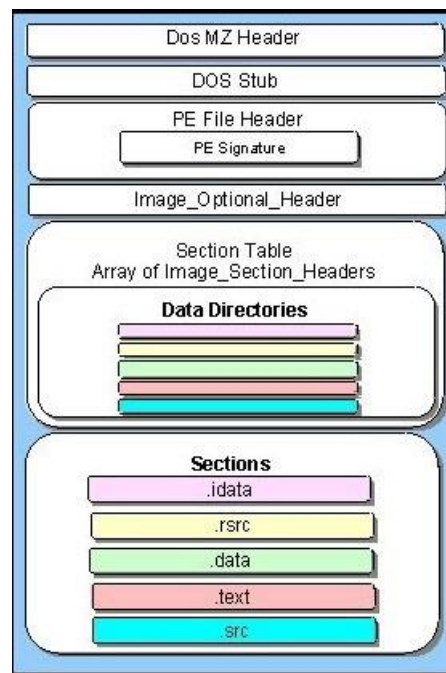 Dos MZ Header
DOS Stub
PE File Header
PE Signature
Image_Optional_Header
Section Table
Array of Image_Section_Headers
Data Directories
Sections
.idata
.rsrc
.data
.text
.src